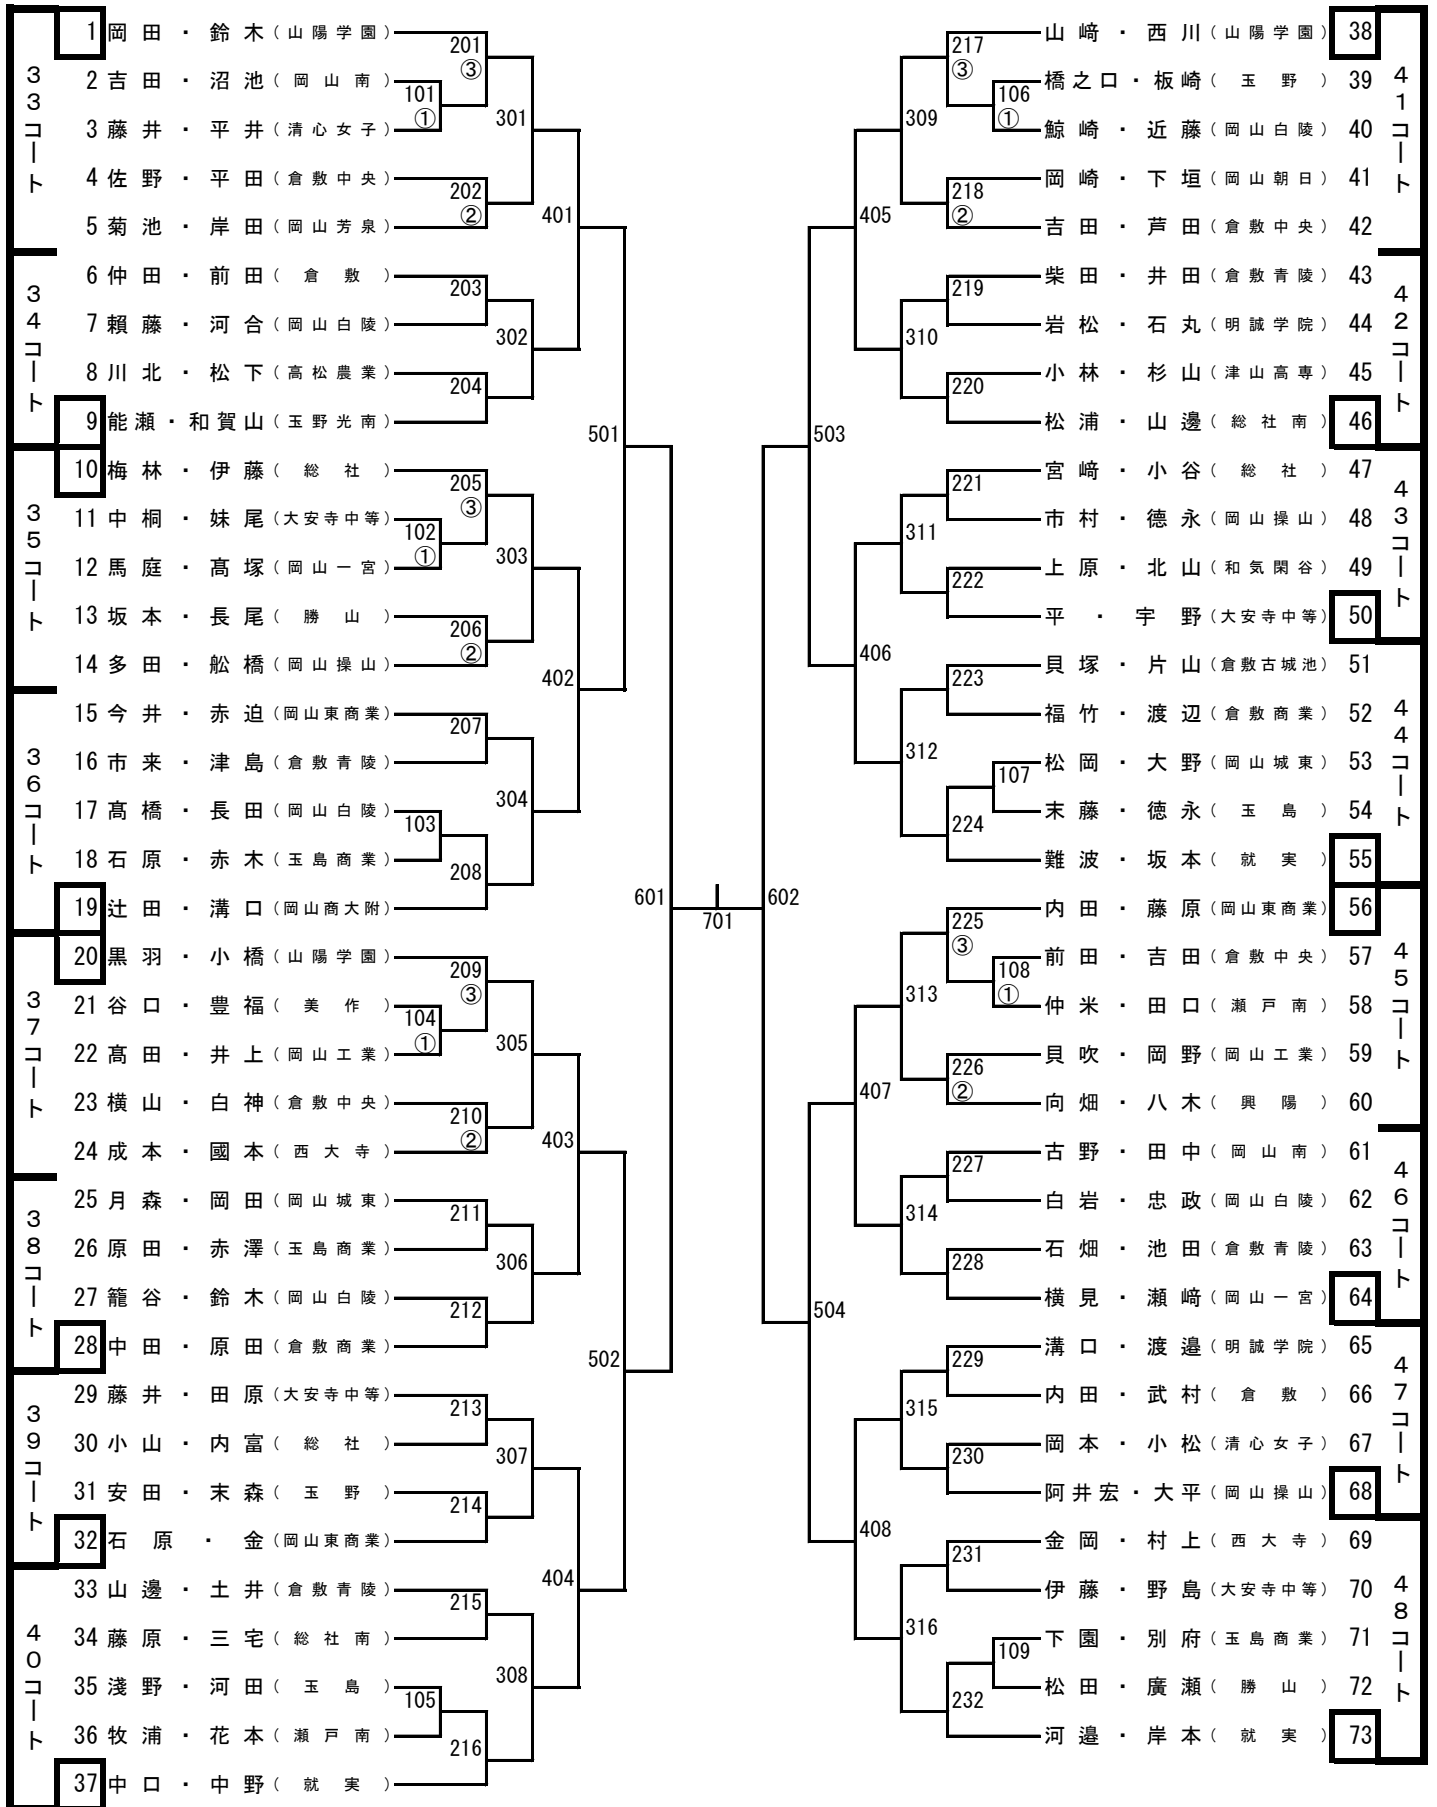 33コート
1 岡田・鈴木(山陽学園)
2 吉田・沼池(岡山南)
3 藤井・平井(清心女子)
4 佐野・平田(倉敷中央)
5 菊池・岸田(岡山芳泉)
34コート
6 仲田・前田(倉敷)
7 頼藤・河合(岡山白陵)
8 川北・松下(高松農業)
9 能瀬・和賀山(玉野光南)
35コート
10 梅林・伊藤(総社)
11 中桐・妹尾(大安寺中等)
12 馬庭・髙塚(岡山一宮)
13 坂本・長尾(勝山)
14 多田・舩橋(岡山操山)
36コート
15 今井・赤迫(岡山東商業)
16 市来・津島(倉敷青陵)
17 髙橋・長田(岡山白陵)
18 石原・赤木(玉島商業)
19 辻田・溝口(岡山商大附)
37コート
20 黒羽・小橋(山陽学園)
21 谷口・豊福(美作)
22 髙田・井上(岡山工業)
23 横山・白神(倉敷中央)
24 成本・國本(西大寺)
38コート
25 月森・岡田(岡山城東)
26 原田・赤澤(玉島商業)
27 籠谷・鈴木(岡山白陵)
28 中田・原田(倉敷商業)
39コート
29 藤井・田原(大安寺中等)
30 小山・内富(総社)
31 安田・末森(玉野)
32 石原・金(岡山東商業)
40コート
33 山邊・土井(倉敷青陵)
34 藤原・三宅(総社南)
35 淺野・河田(玉島)
36 牧浦・花本(瀬戸南)
37 中口・中野(就実)
101
①
102
①
103
104
①
105
201
③
202
②
203
204
205
③
206
②
207
208
209
③
210
②
211
212
213
214
215
216
301
302
303
304
305
306
307
308
401
402
403
404
501
502
601
701
602
503
504
405
406
407
408
309
310
311
312
313
314
315
316
217
③
218
②
219
220
221
222
223
224
225
③
226
②
227
228
229
230
231
232
106
①
107
108
①
109
41コート
山﨑・西川(山陽学園) 38
橋之口・板崎(玉野) 39
鯨崎・近藤(岡山白陵) 40
岡崎・下垣(岡山朝日) 41
吉田・芦田(倉敷中央) 42
42コート
柴田・井田(倉敷青陵) 43
岩松・石丸(明誠学院) 44
小林・杉山(津山高専) 45
松浦・山邊(総社南) 46
43コート
宮﨑・小谷(総社) 47
市村・德永(岡山操山) 48
上原・北山(和気閑谷) 49
平・宇野(大安寺中等) 50
44コート
貝塚・片山(倉敷古城池) 51
福竹・渡辺(倉敷商業) 52
松岡・大野(岡山城東) 53
末藤・徳永(玉島) 54
難波・坂本(就実) 55
45コート
内田・藤原(岡山東商業) 56
前田・吉田(倉敷中央) 57
仲米・田口(瀬戸南) 58
貝吹・岡野(岡山工業) 59
向畑・八木(興陽) 60
46コート
古野・田中(岡山南) 61
白岩・忠政(岡山白陵) 62
石畑・池田(倉敷青陵) 63
横見・瀬﨑(岡山一宮) 64
47コート
溝口・渡邉(明誠学院) 65
内田・武村(倉敷) 66
岡本・小松(清心女子) 67
阿井宏・大平(岡山操山) 68
48コート
金岡・村上(西大寺) 69
伊藤・野島(大安寺中等) 70
下園・別府(玉島商業) 71
松田・廣瀬(勝山) 72
河邉・岸本(就実) 73